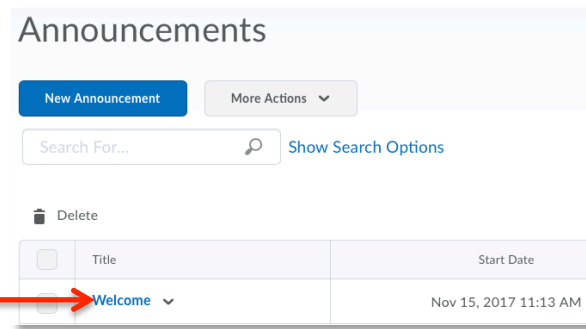 Announcements
New Announcement More Actions
Search For... Show Search Options
Delete
Title Start Date
Welcome Nov 15, 2017 11:13 AM